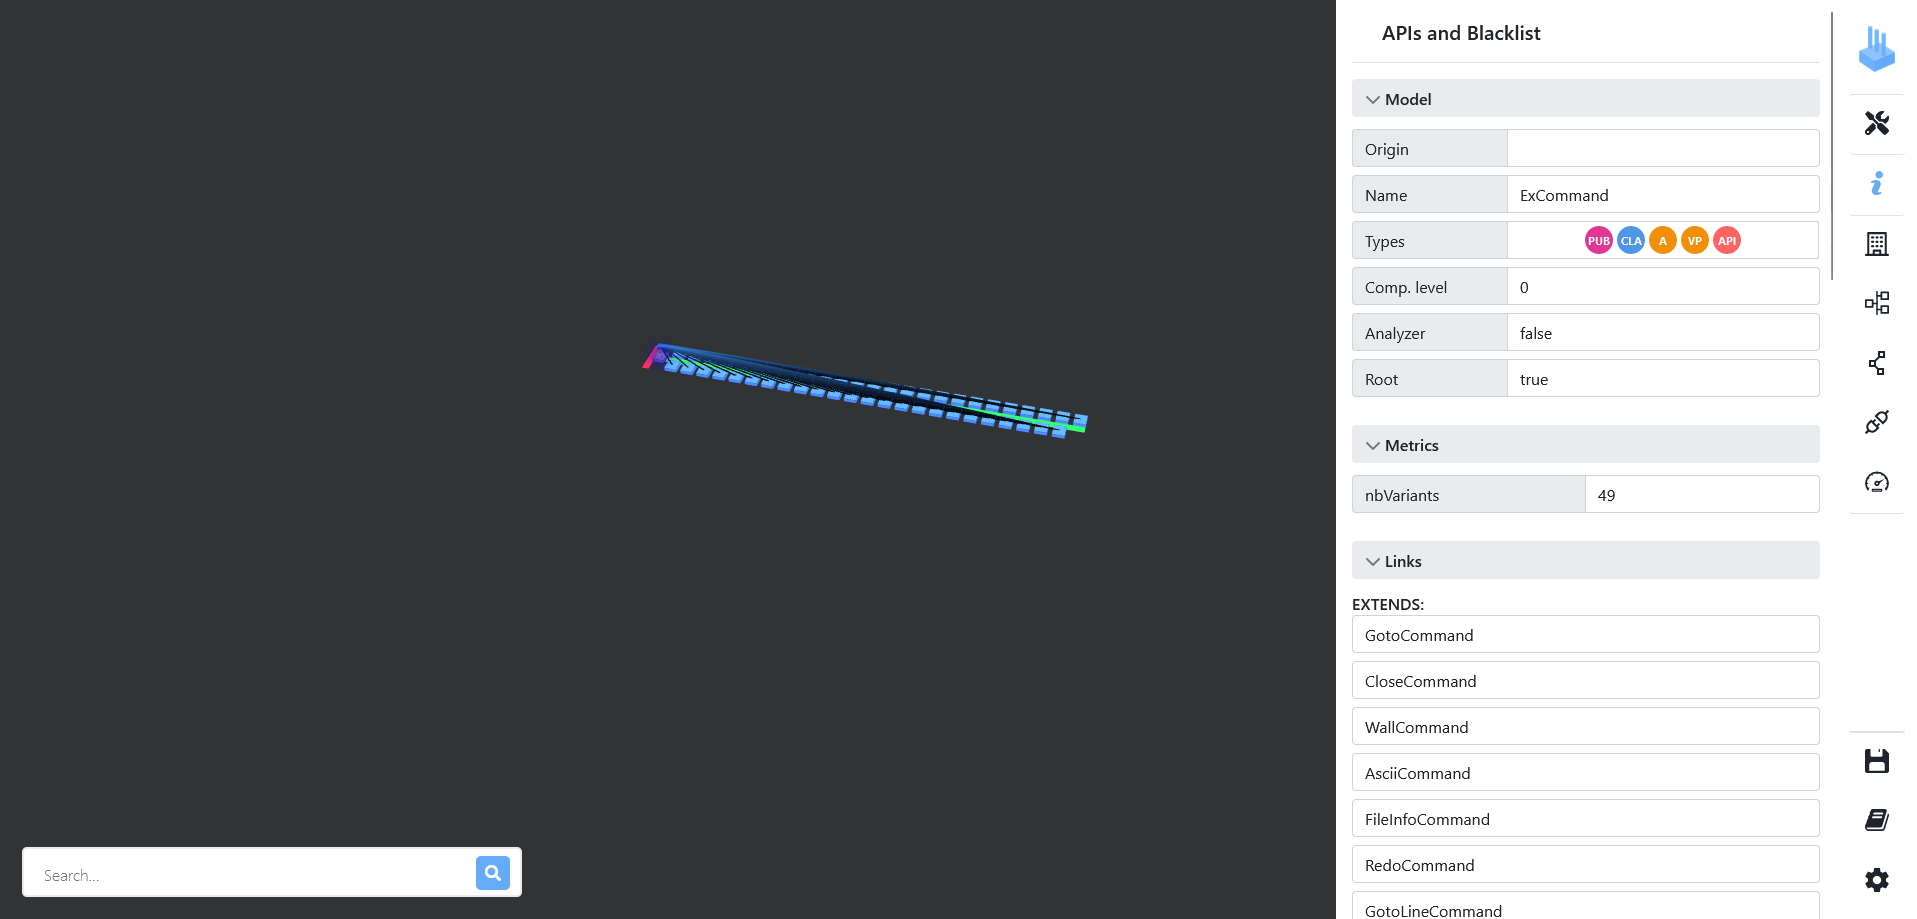 APIs and Blacklist
Model
Origin
Name ExCommand
Types PUB CLA A VP API
Comp. level 0
Analyzer false
Root true
Metrics
nbVariants 49
Links
EXTENDS:
GotoCommand
CloseCommand
WallCommand
AsciiCommand
FileInfoCommand
RedoCommand
GotoLineCommand
Search...